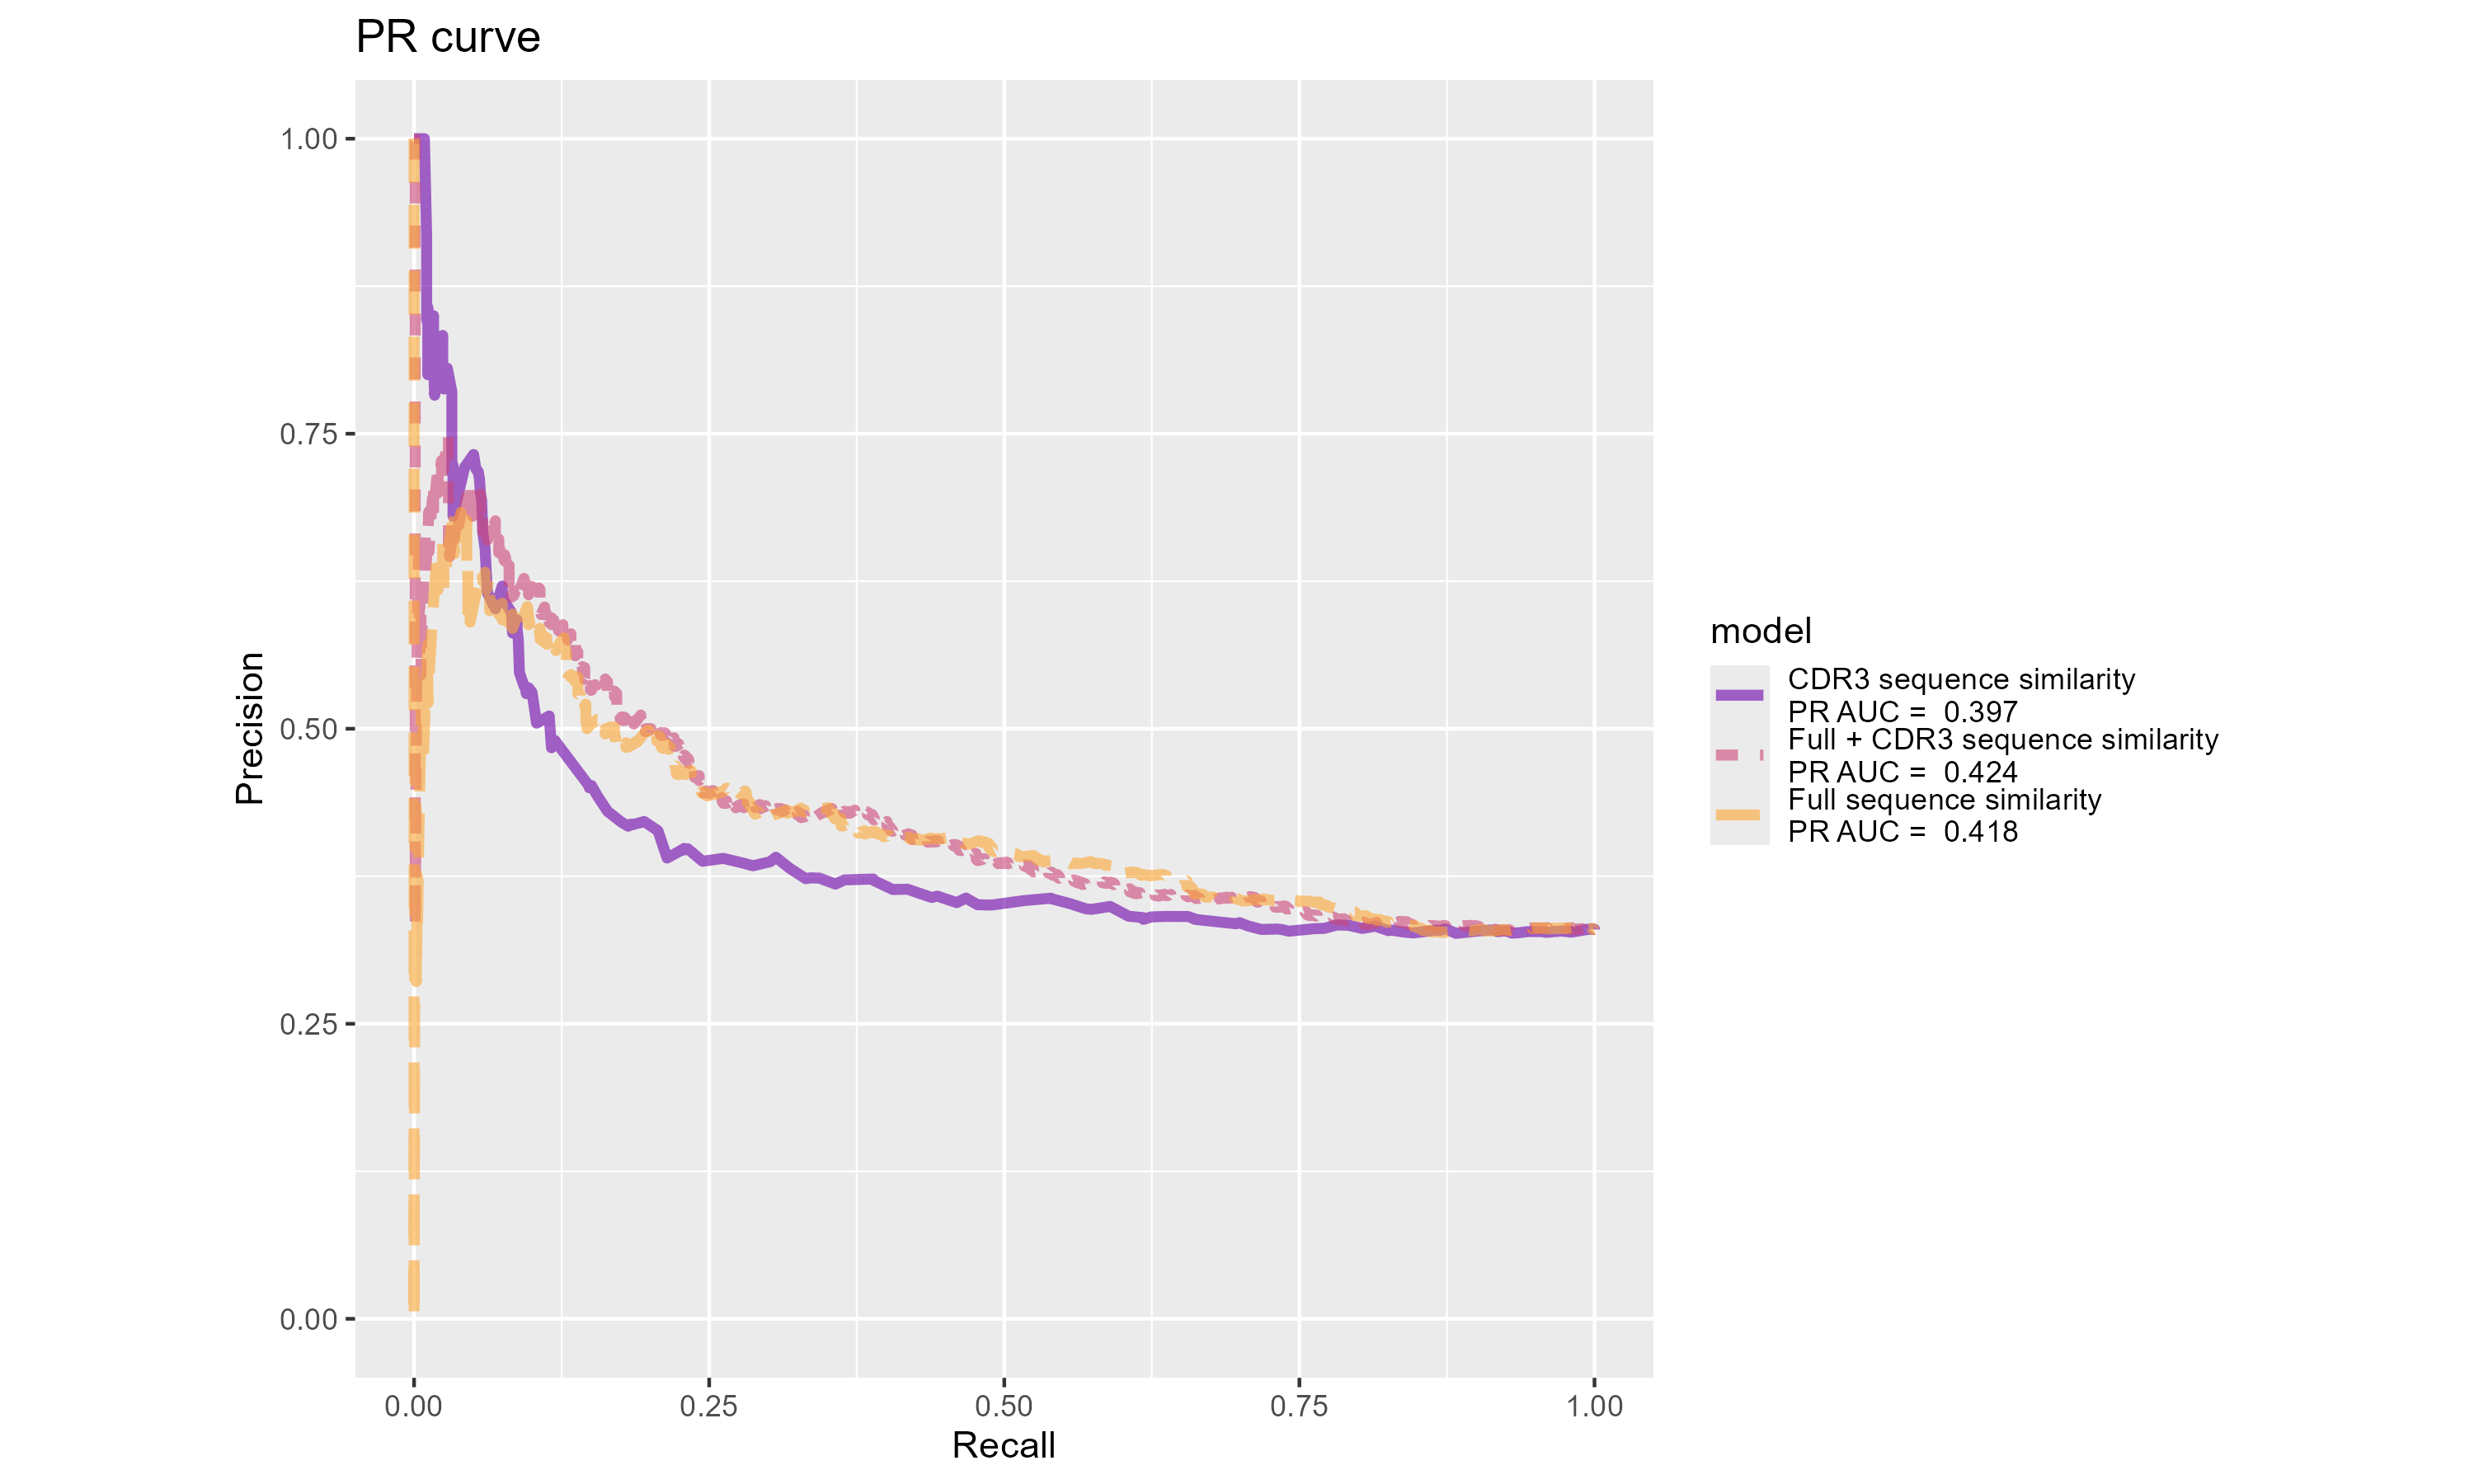 PR curve
1.00
0.75
0.50
0.25
0.00
Precision
0.00 0.25 0.50 0.75 1.00
Recall
model
CDR3 sequence similarity
PR AUC = 0.397
Full + CDR3 sequence similarity
PR AUC = 0.424
Full sequence similarity
PR AUC = 0.418